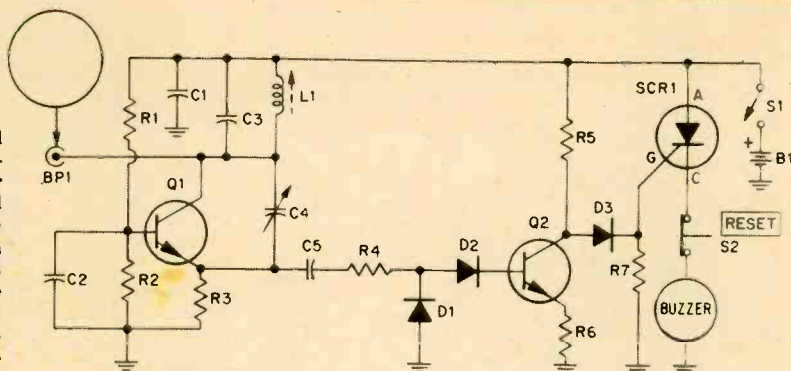 SCR1
A
C1
L1
S1
R1
C3
R5
+
B1
G
BP1
Q1
C
C4
Q2
D3
RESET
C5
R4
D2
S2
C2
R2
R3
R7
D1
BUZZER
R6